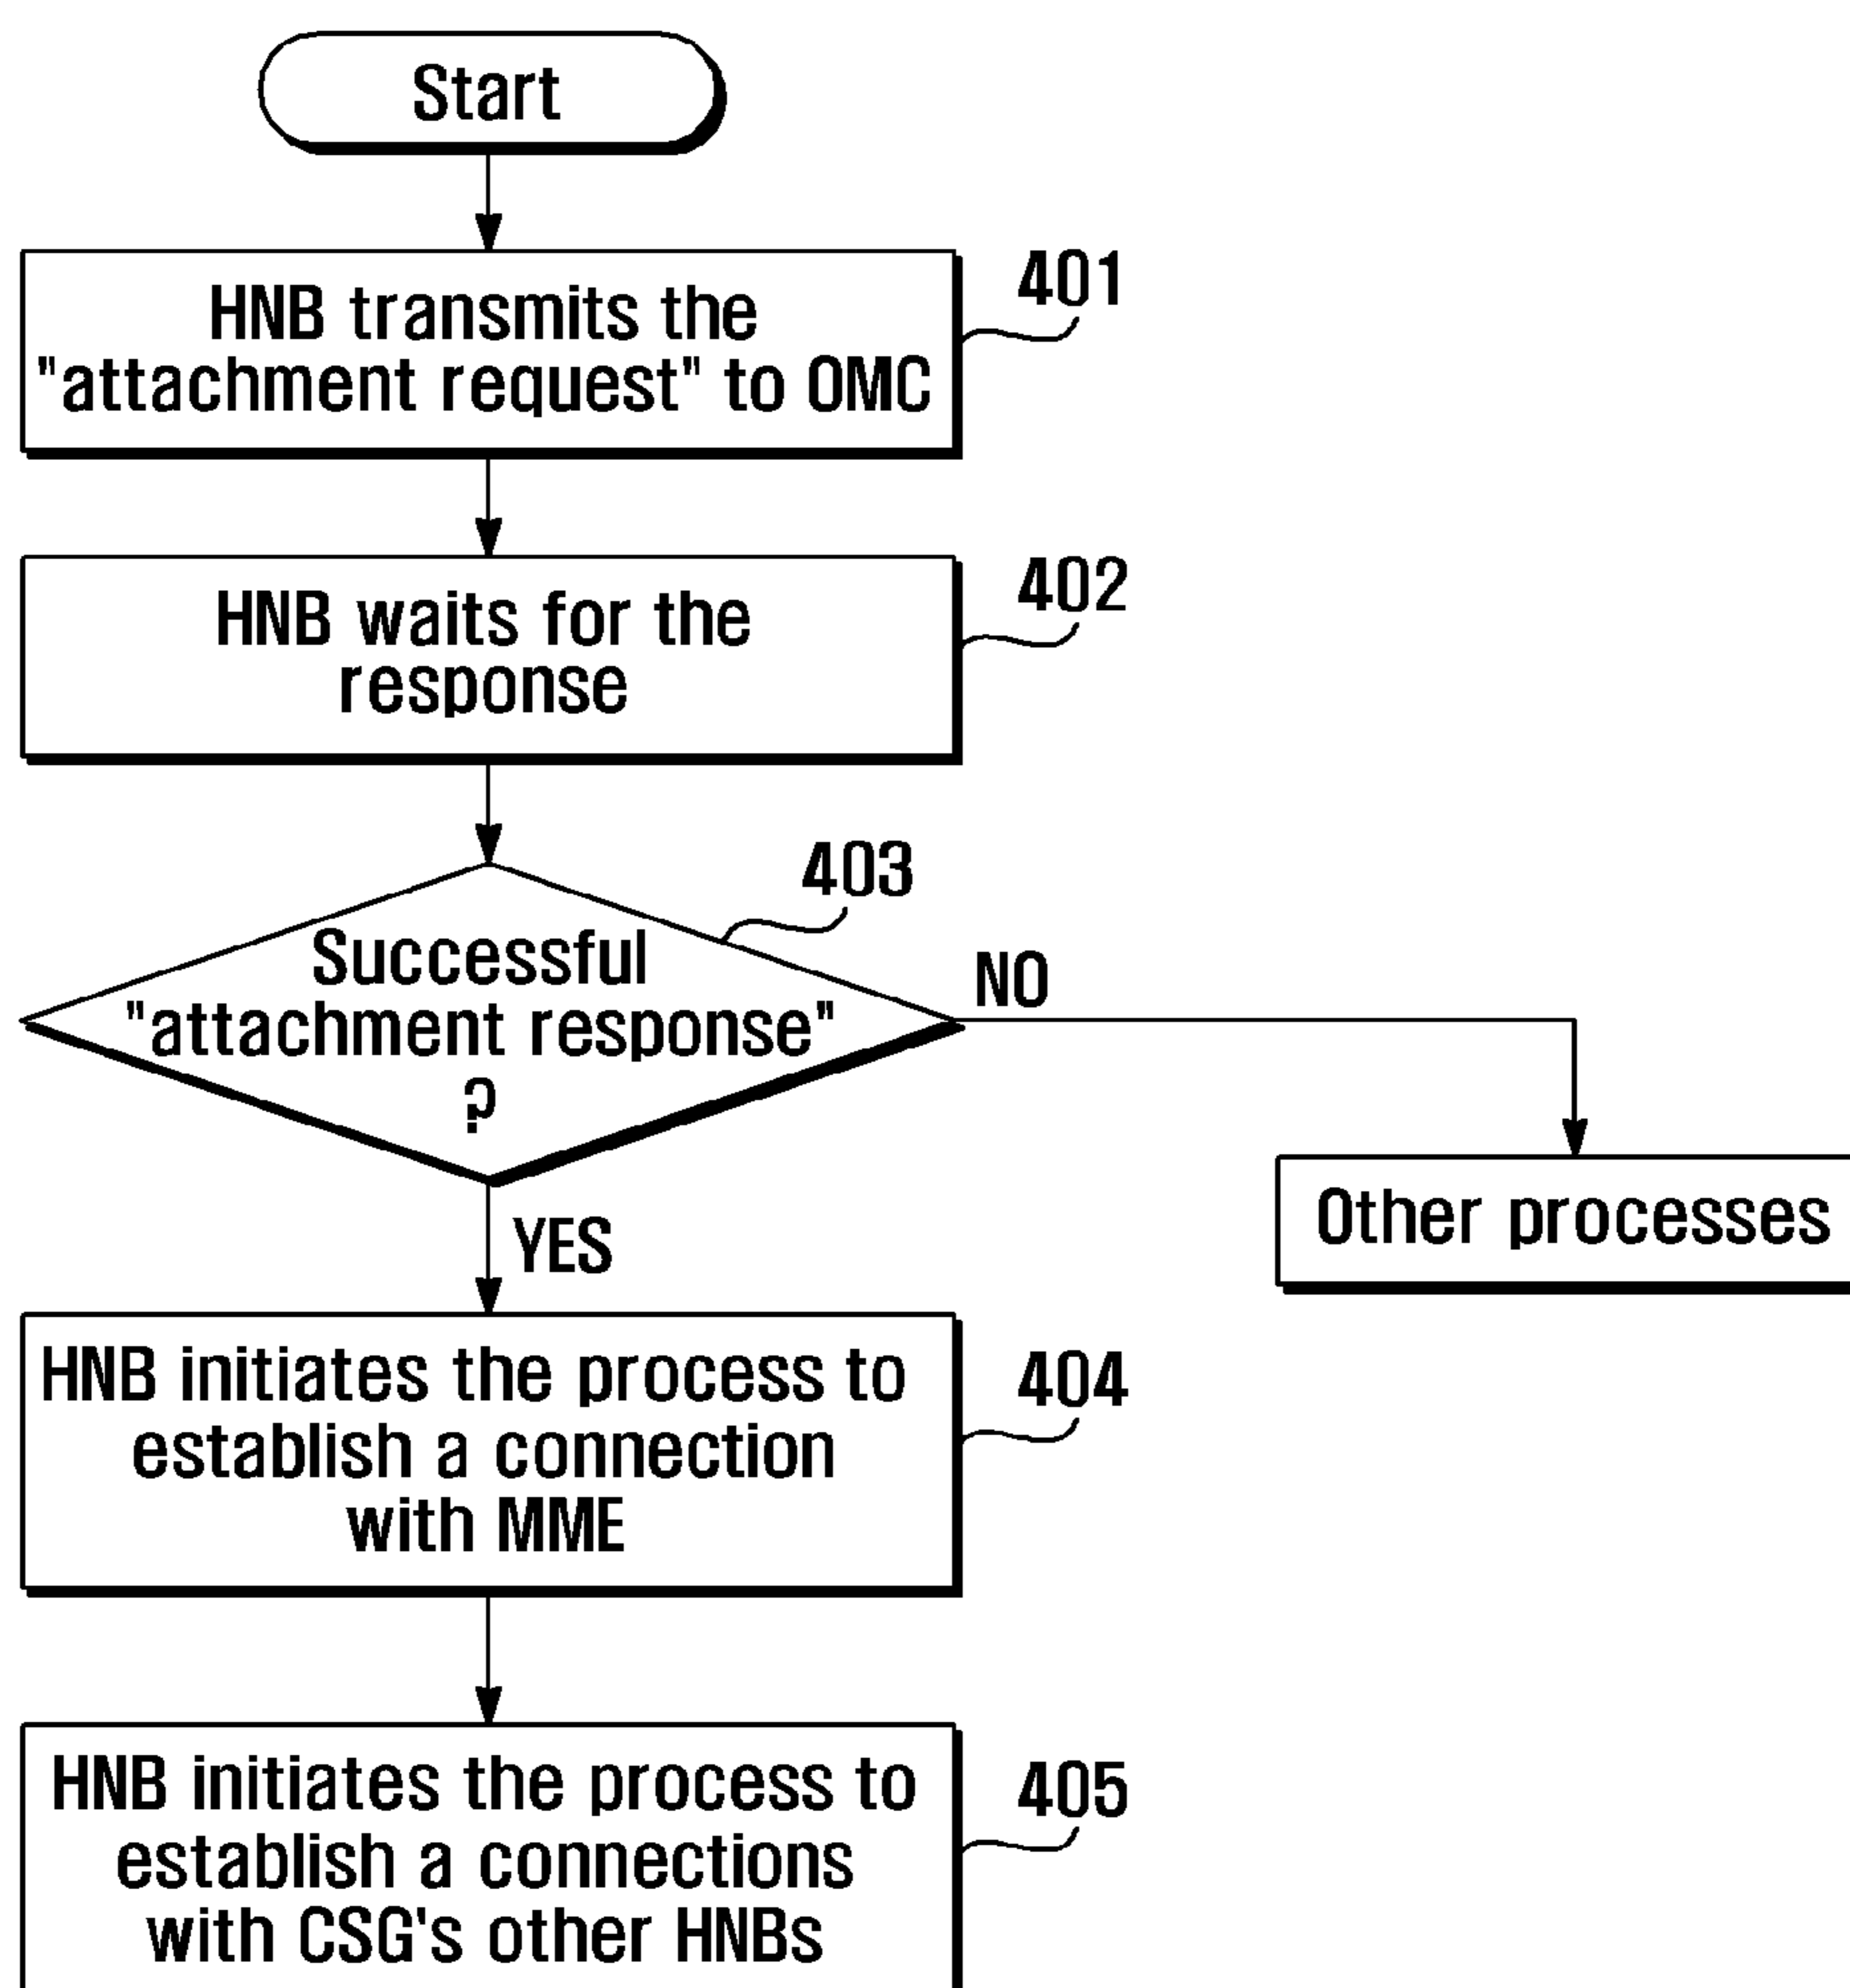 Start
HNB transmits the
"attachment request" to OMC
401
HNB waits for the
response
402
403
Successful
"attachment response"
?
NO
Other processes
YES
HNB initiates the process to
establish a connection
with MME
404
HNB initiates the process to
establish a connections
with CSG's other HNBs
405